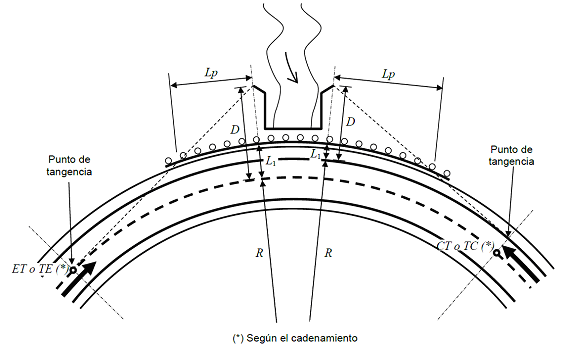 Lp
Lp
D
D
Punto de
tangencia
Punto de
tangencia
L₁
L₁
R
R
ET o TE (*)
CT o TC (*)
(*) Según el cadenamiento